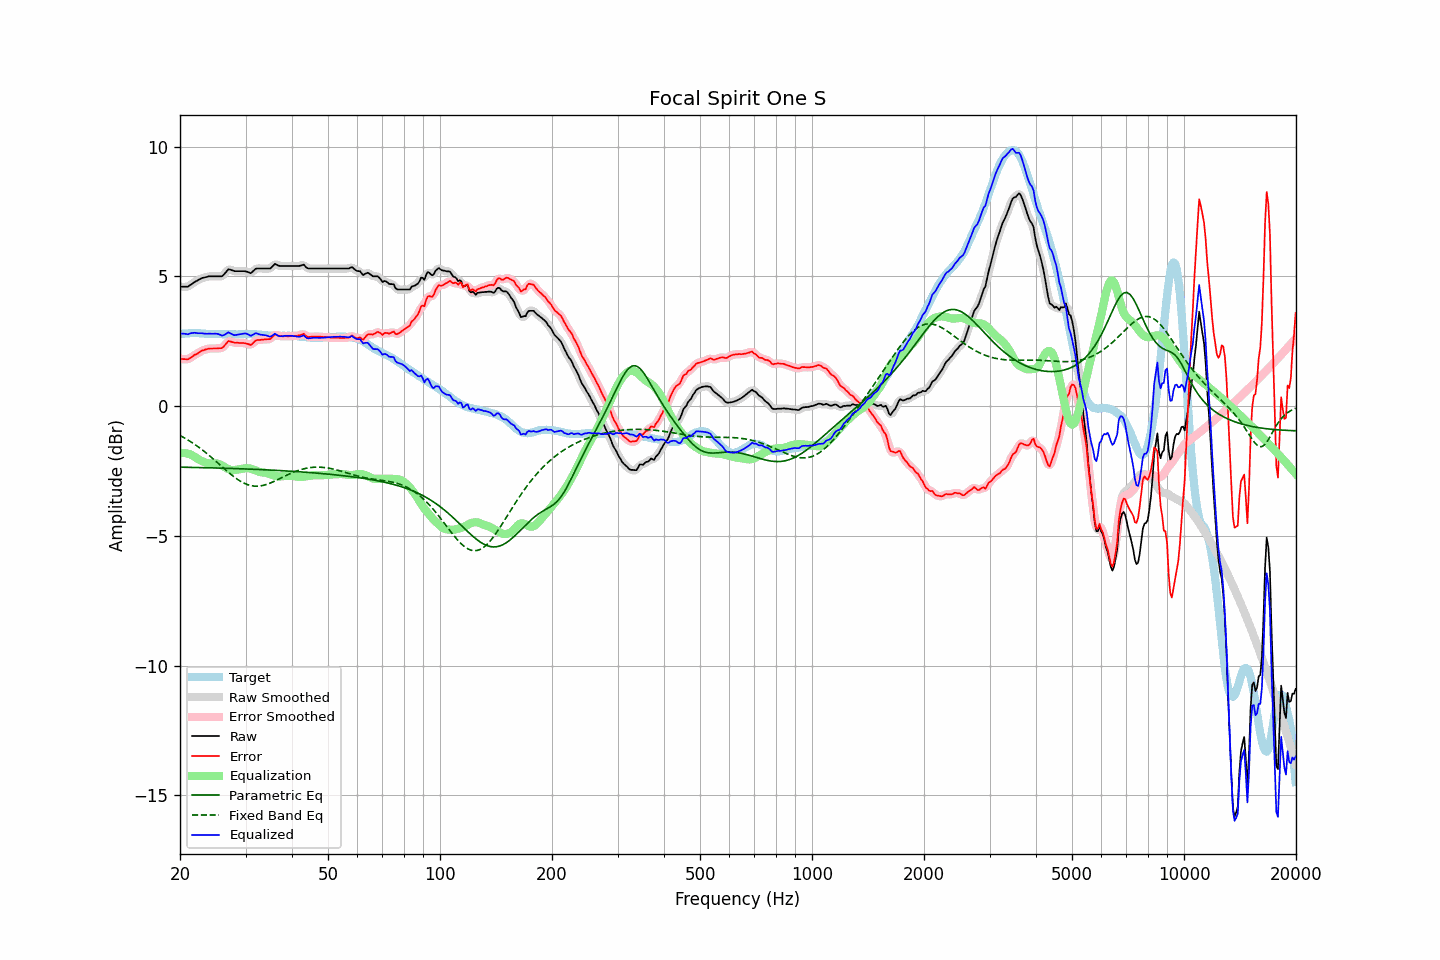 Focal Spirit One S
Amplitude (dBr)
10
5
0
−5
−10
−15
Target
Raw Smoothed
Error Smoothed
Raw
Error
Equalization
Parametric Eq
Fixed Band Eq
Equalized
20 50 100 200 500 1000 2000 5000 10000 20000
Frequency (Hz)